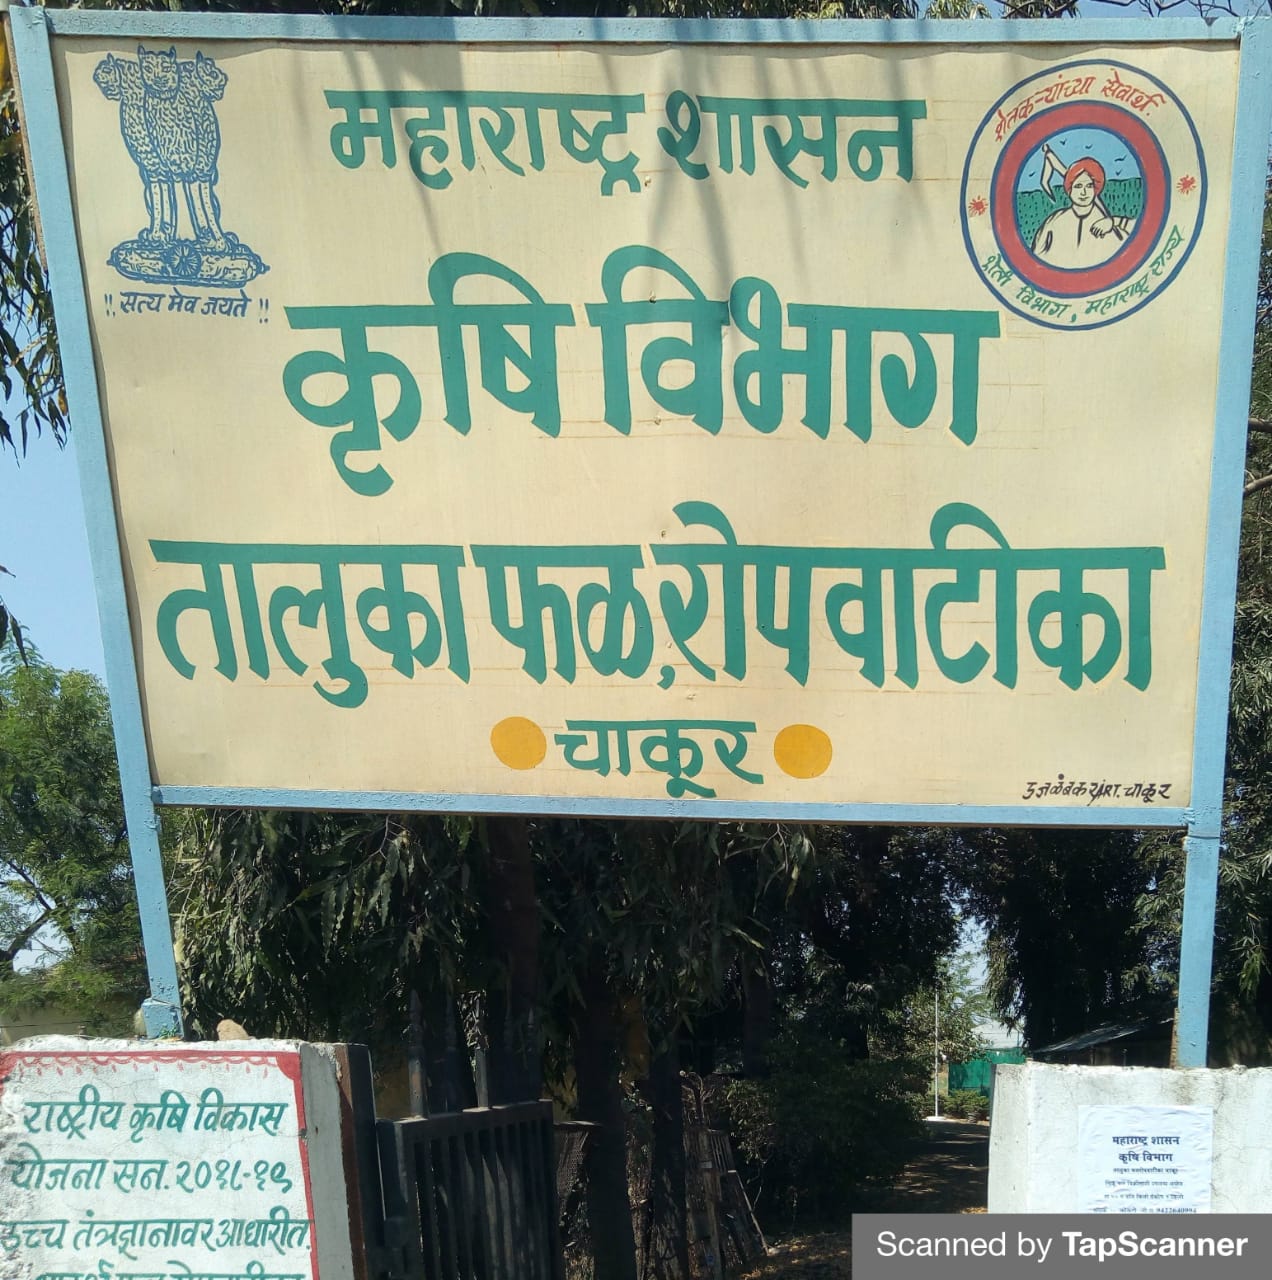 महाराष्ट्र शासन
शेतकऱ्यांच्या सेवार्थ.
शेती विभाग, महाराष्ट्र राज्य
!! सत्य मेव जयते !!
कृषि विभाग
तालुका फळ,रोपवाटीका
चाकूर
चाकूर
राष्ट्रीय कृषि विकास
योजना सन. २०१८-१९
उच्च तंत्रज्ञानावर आधारीत.
महाराष्ट्र शासन
कृषि विभाग
Scanned by TapScanner